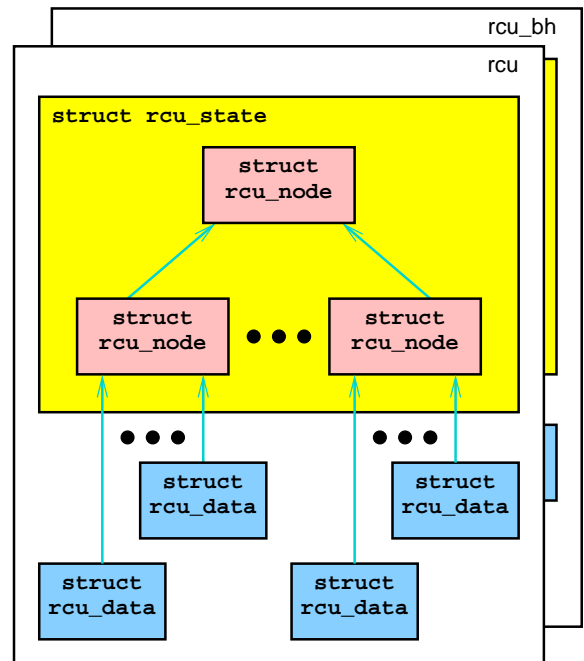 rcu_bh
rcu
struct rcu_state
struct
rcu_node
struct
rcu_node
struct
rcu_node
struct
rcu_data
struct
rcu_data
struct
rcu_data
struct
rcu_data